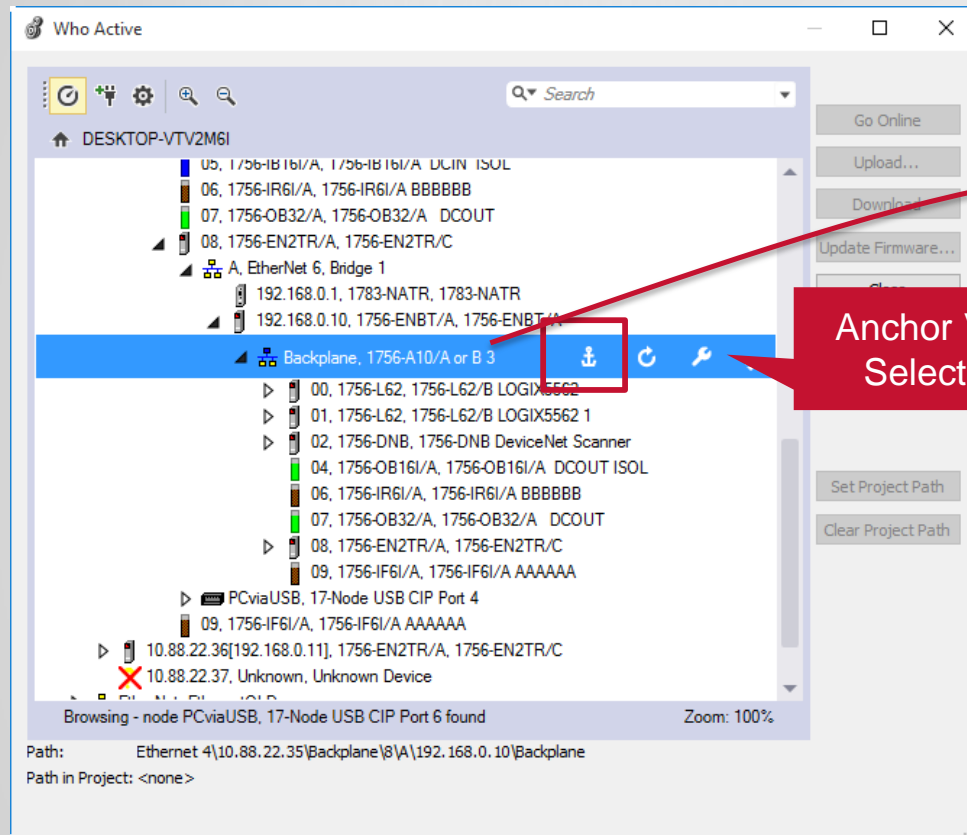 Who Active
Search
DESKTOP-VTV2M6I
05, 1756-IB16I/A, 1756-IB16I/A DCIN ISOL
06, 1756-IR6I/A, 1756-IR6I/A BBBBBB
07, 1756-OB32/A, 1756-OB32/A DCOUT
08, 1756-EN2TR/A, 1756-EN2TR/C
A, EtherNet 6, Bridge 1
192.168.0.1, 1783-NATR, 1783-NATR
192.168.0.10, 1756-ENBT/A, 1756-ENBT/A
Backplane, 1756-A10/A or B 3
00, 1756-L62, 1756-L62/B LOGIX5562
01, 1756-L62, 1756-L62/B LOGIX5562 1
02, 1756-DNB, 1756-DNB DeviceNet Scanner
04, 1756-OB16I/A, 1756-OB16I/A DCOUT ISOL
06, 1756-IR6I/A, 1756-IR6I/A BBBBBB
07, 1756-OB32/A, 1756-OB32/A DCOUT
08, 1756-EN2TR/A, 1756-EN2TR/C
09, 1756-IF6I/A, 1756-IF6I/A AAAAAA
PCviaUSB, 17-Node USB CIP Port 4
09, 1756-IF6I/A, 1756-IF6I/A AAAAAA
10.88.22.36[192.168.0.11], 1756-EN2TR/A, 1756-EN2TR/C
10.88.22.37, Unknown, Unknown Device
Browsing - node PCviaUSB, 17-Node USB CIP Port 6 found
Zoom: 100%
Path: Ethernet 4\10.88.22.35\Backplane\8\A\192.168.0.10\Backplane
Path in Project: <none>
Go Online
Upload...
Download
Update Firmware...
Close
Anchor
Select
Set Project Path
Clear Project Path